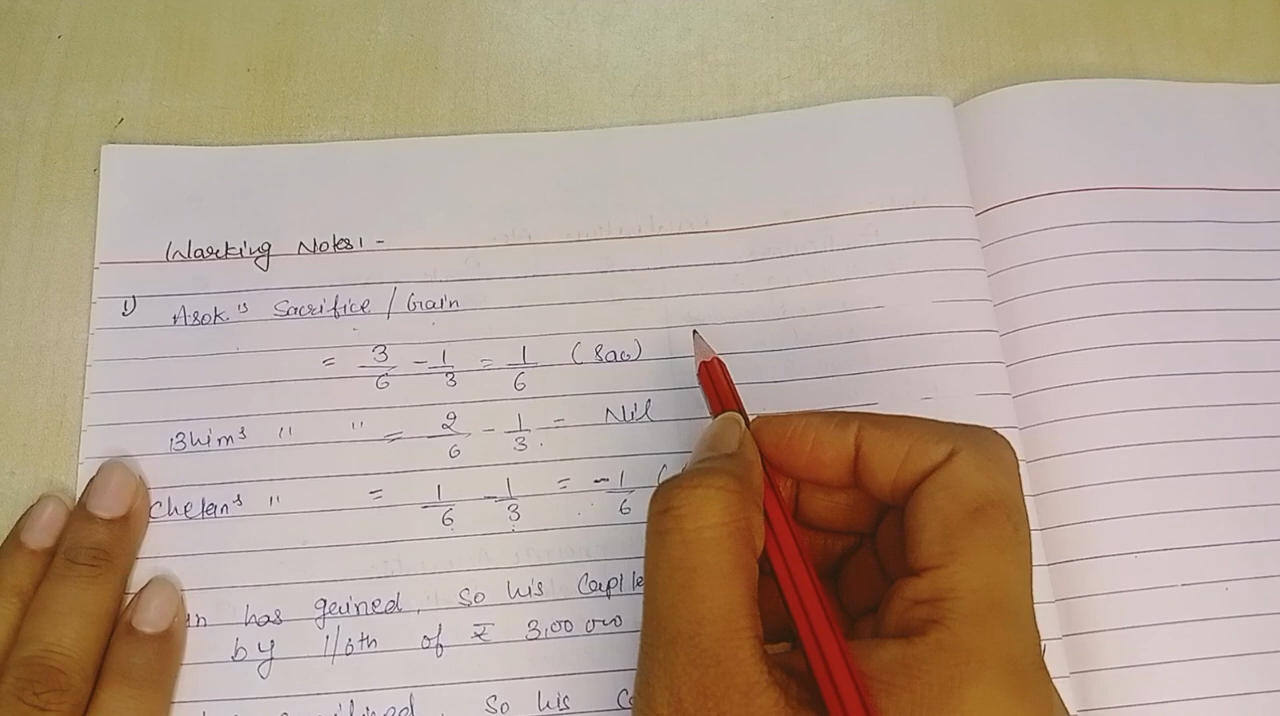 Working Notes:-
1) Asok's Sacrifice / Gain
= 3/6 - 1/3 = 1/6 (Sac)
Bhim's " " = 2/6 - 1/3 = Nil
Chetan's " = 1/6 - 1/3 = -1/6 (
has gained, so his
by 1/6th of ₹ 3,00 000
so his